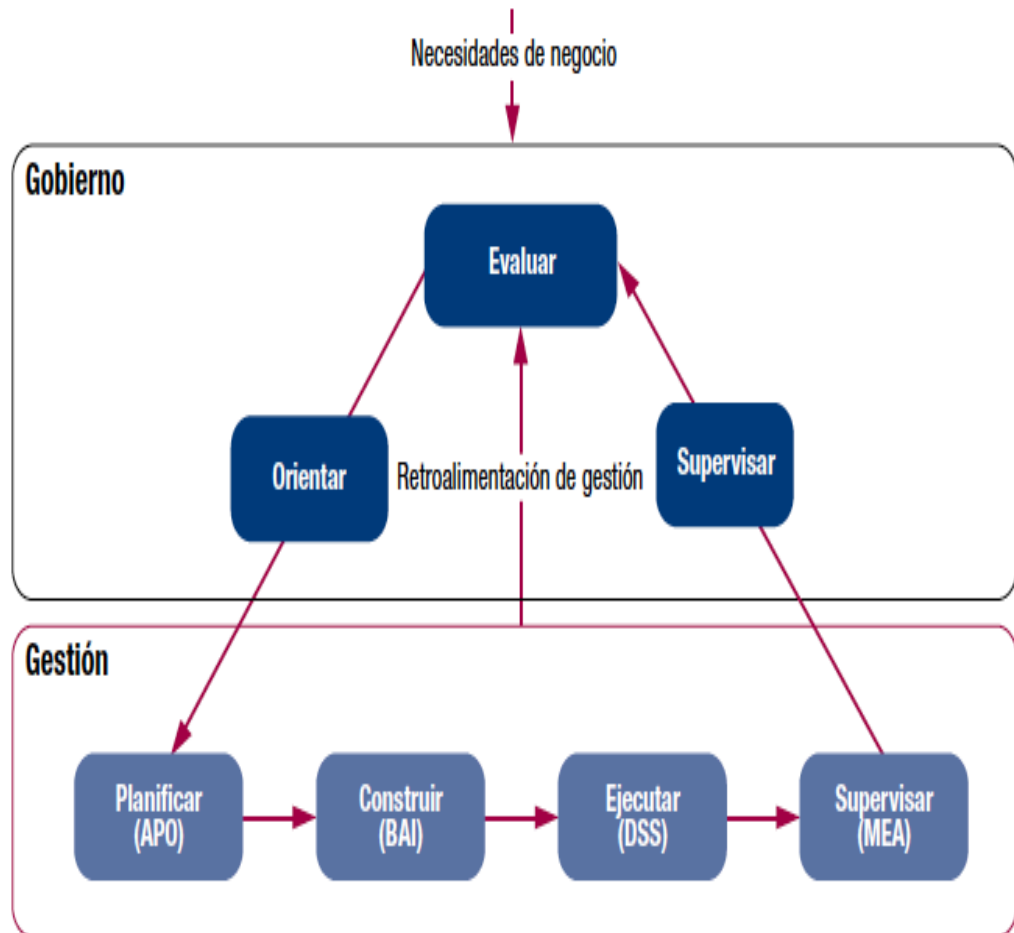 Necesidades de negocio
Gobierno
Evaluar
Orientar
Retroalimentación de gestión
Supervisar
Gestión
Planificar
(APO)
Construir
(BAI)
Ejecutar
(DSS)
Supervisar
(MEA)